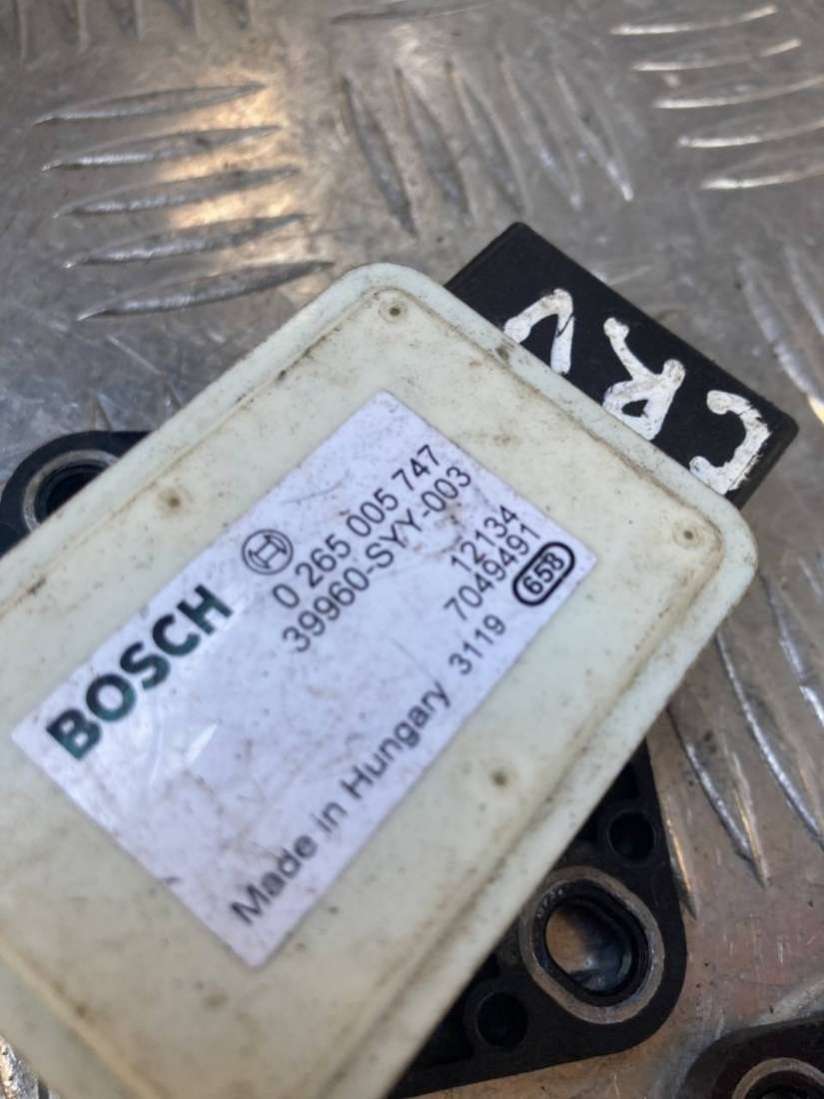 CRV
BOSCH
0 265 005 747
39960-SYY-003
12134
7049491
Made in Hungary 3119
658